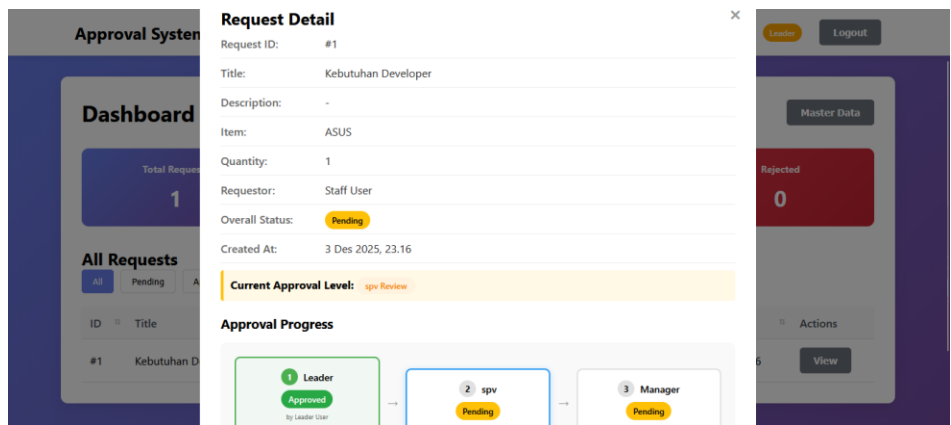 Approval System
Leader
Logout
Dashboard
Master Data
Total Reques
1
Rejected
0
All Requests
All
Pending
A
ID
Title
Actions
#1
Kebutuhan D
6
View
Request Detail
×
Request ID: #1
Title: Kebutuhan Developer
Description: -
Item: ASUS
Quantity: 1
Requestor: Staff User
Overall Status: Pending
Created At: 3 Des 2025, 23.16
Current Approval Level: spv Review
Approval Progress
1 Leader
Approved
by Leader User
→
2 spv
Pending
→
3 Manager
Pending